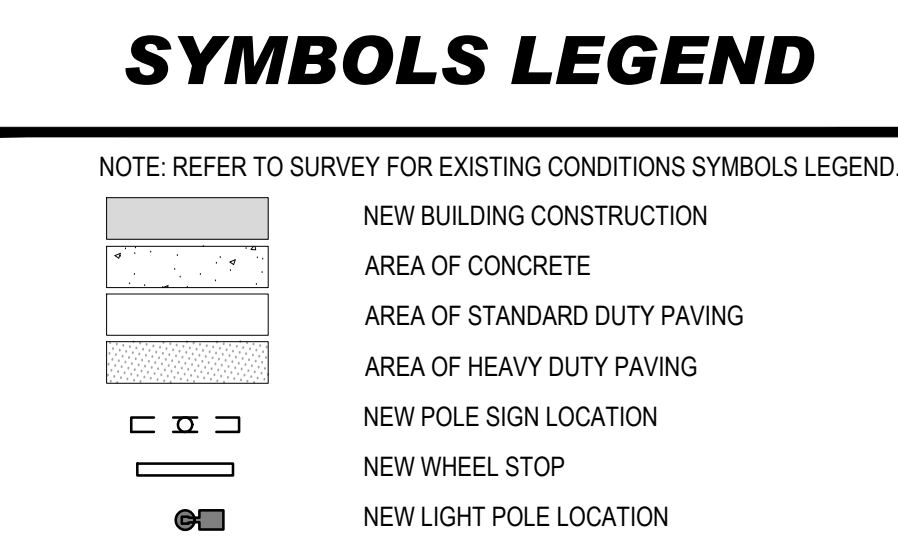 SYMBOLS LEGEND
NOTE: REFER TO SURVEY FOR EXISTING CONDITIONS SYMBOLS LEGEND.
NEW BUILDING CONSTRUCTION
AREA OF CONCRETE
AREA OF STANDARD DUTY PAVING
AREA OF HEAVY DUTY PAVING
NEW POLE SIGN LOCATION
NEW WHEEL STOP
NEW LIGHT POLE LOCATION